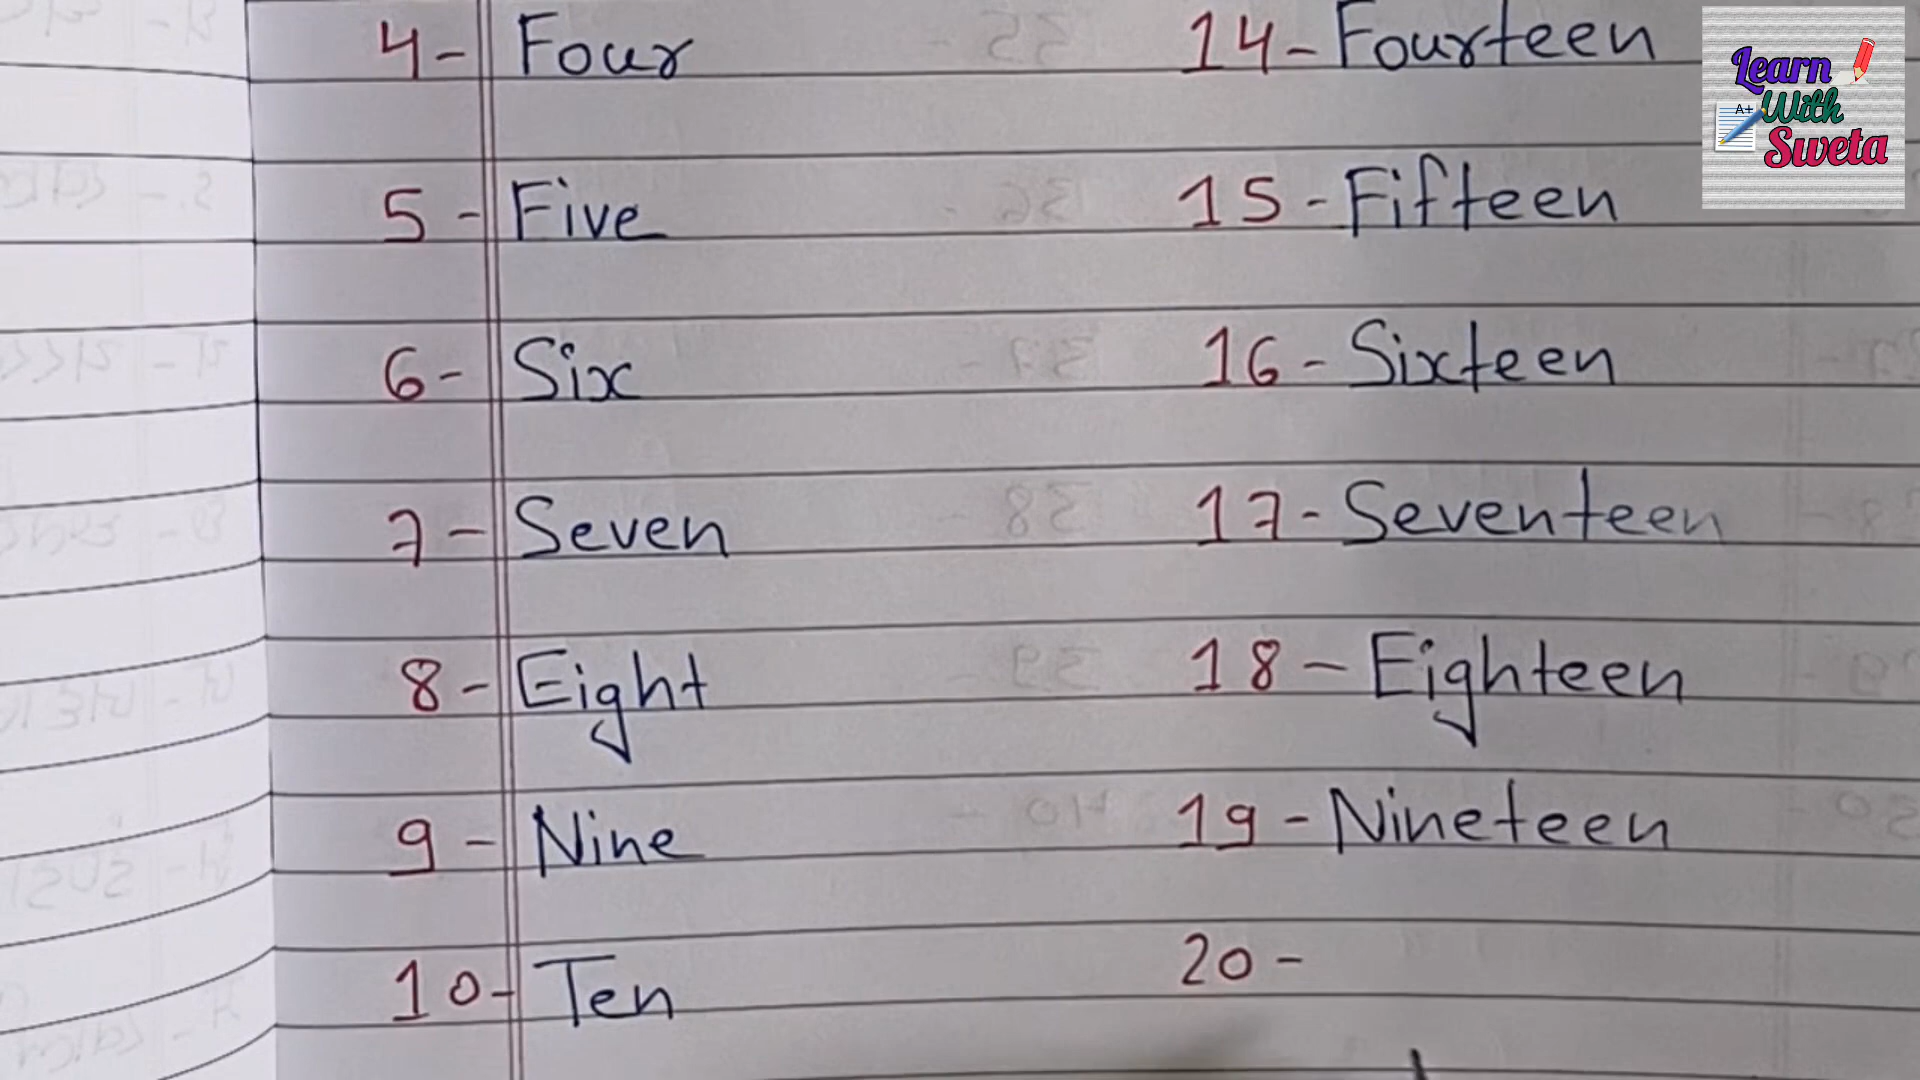 4- Four
14- Fourteen
5- Five
15- Fifteen
6- Six
16- Sixteen
7- Seven
17- Seventeen
8- Eight
18- Eighteen
9- Nine
19- Nineteen
10- Ten
20-
Learn
A+ With
Sweta